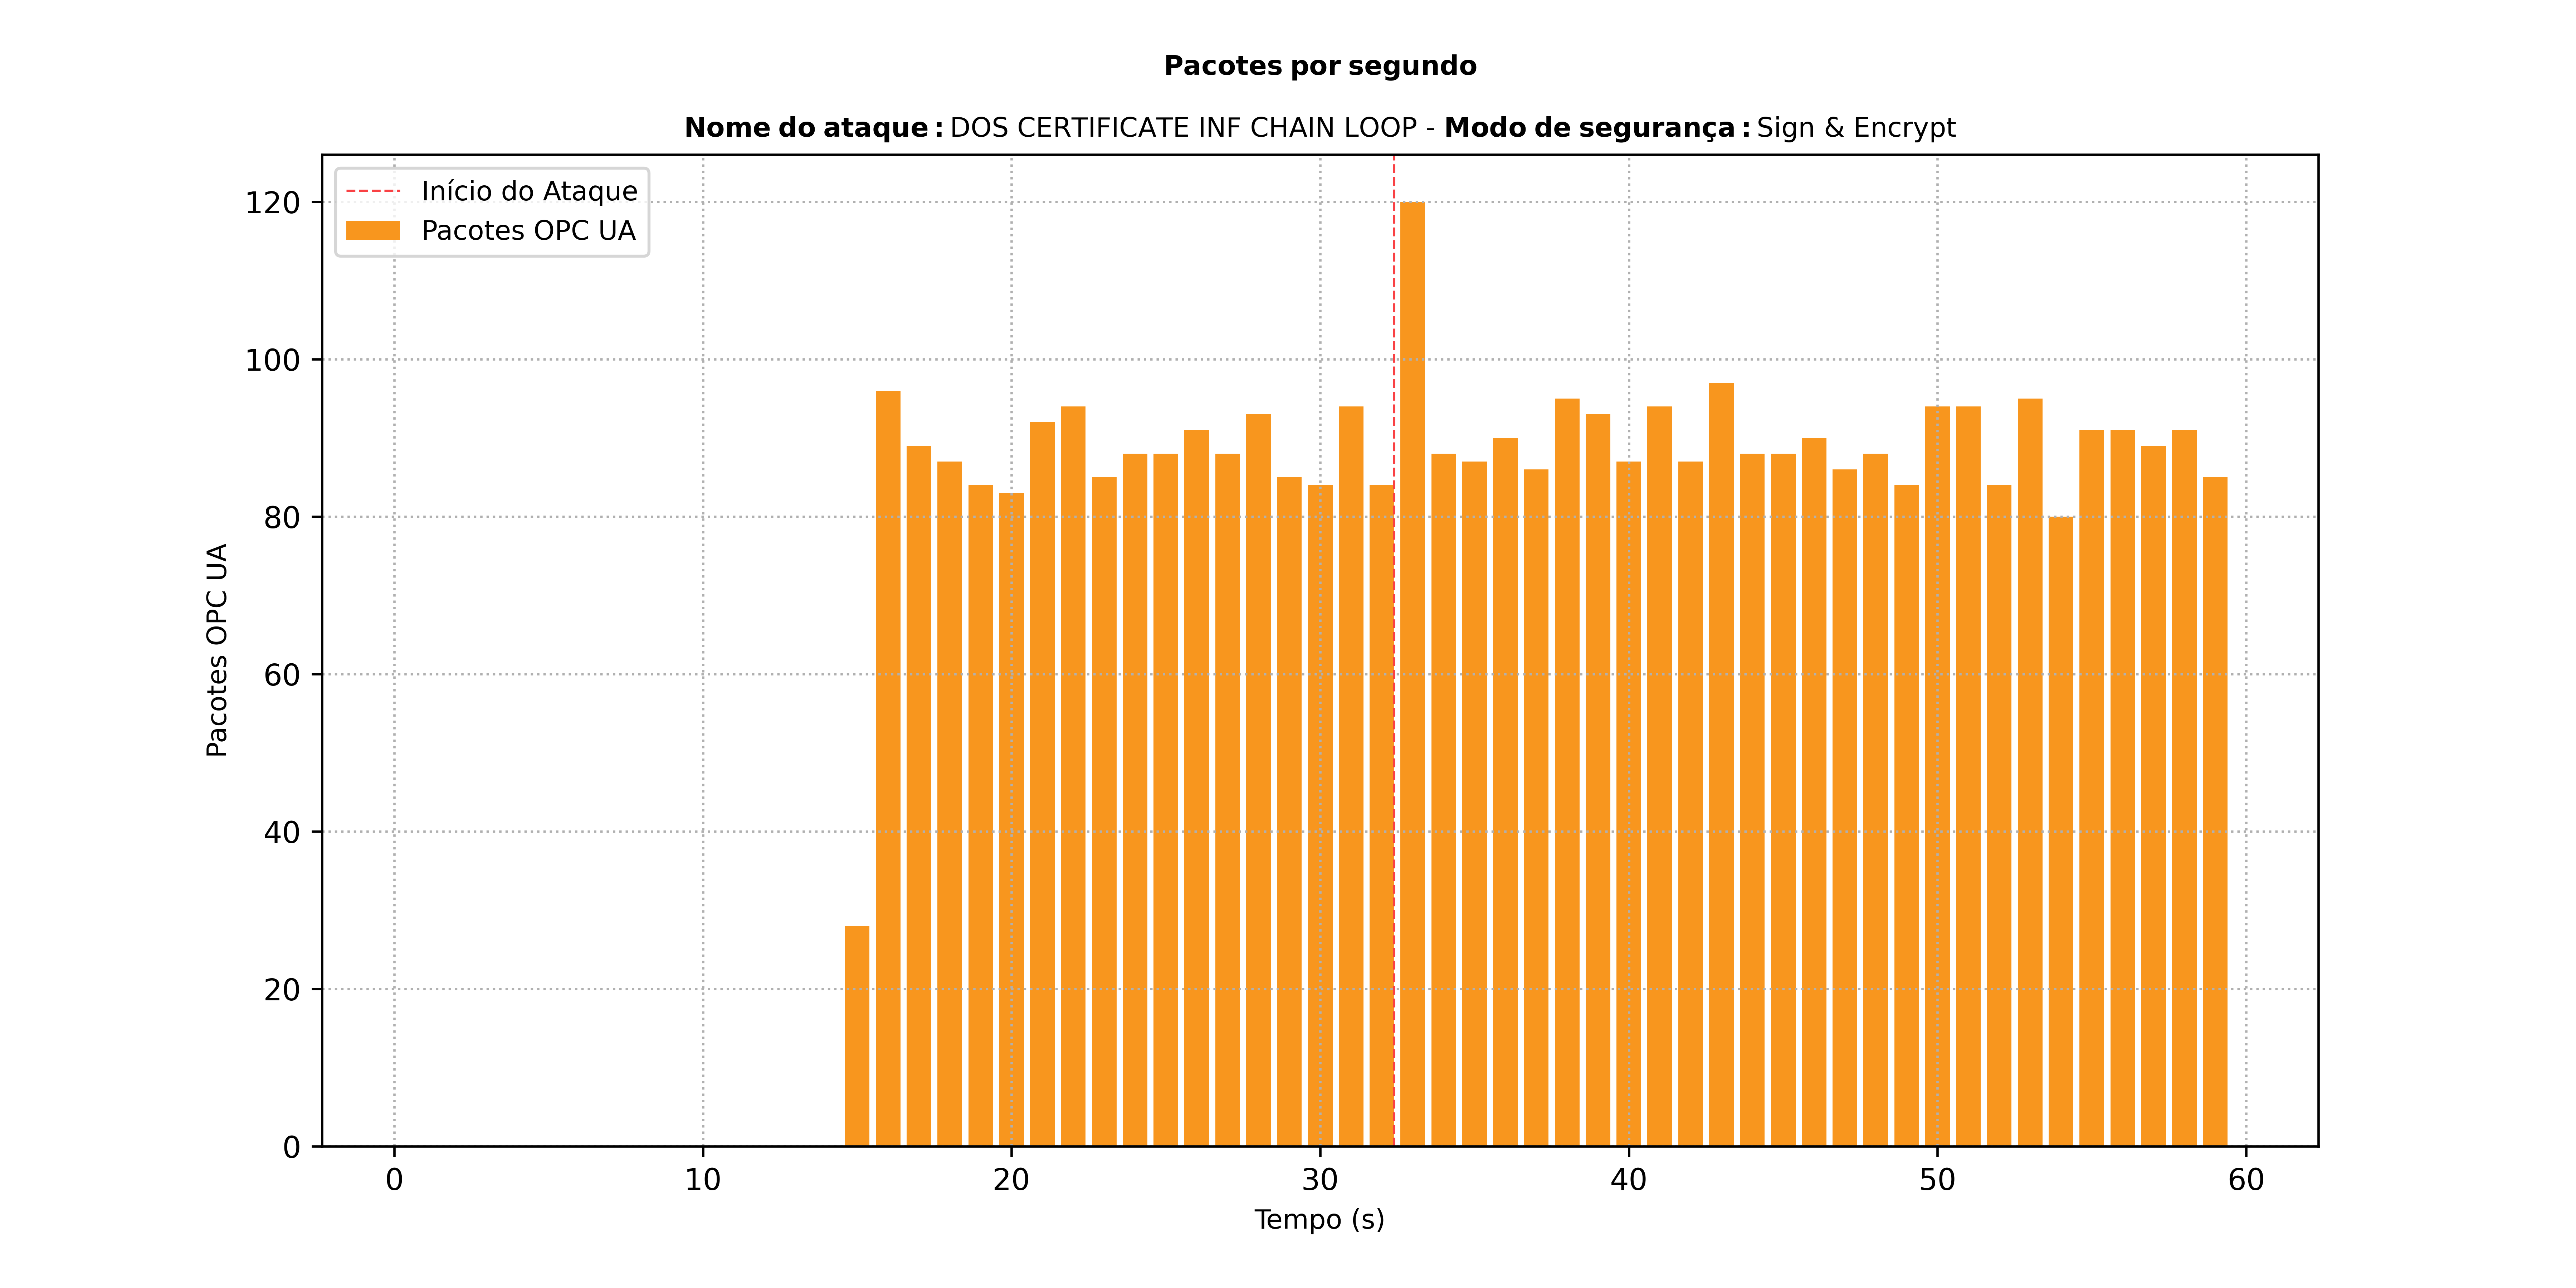 Pacotes por segundo
Nome do ataque: DOS CERTIFICATE INF CHAIN LOOP - Modo de segurança: Sign & Encrypt
Início do Ataque
Pacotes OPC UA
120
100
80
60
40
20
0
Pacotes OPC UA
0 10 20 30 40 50 60
Tempo (s)